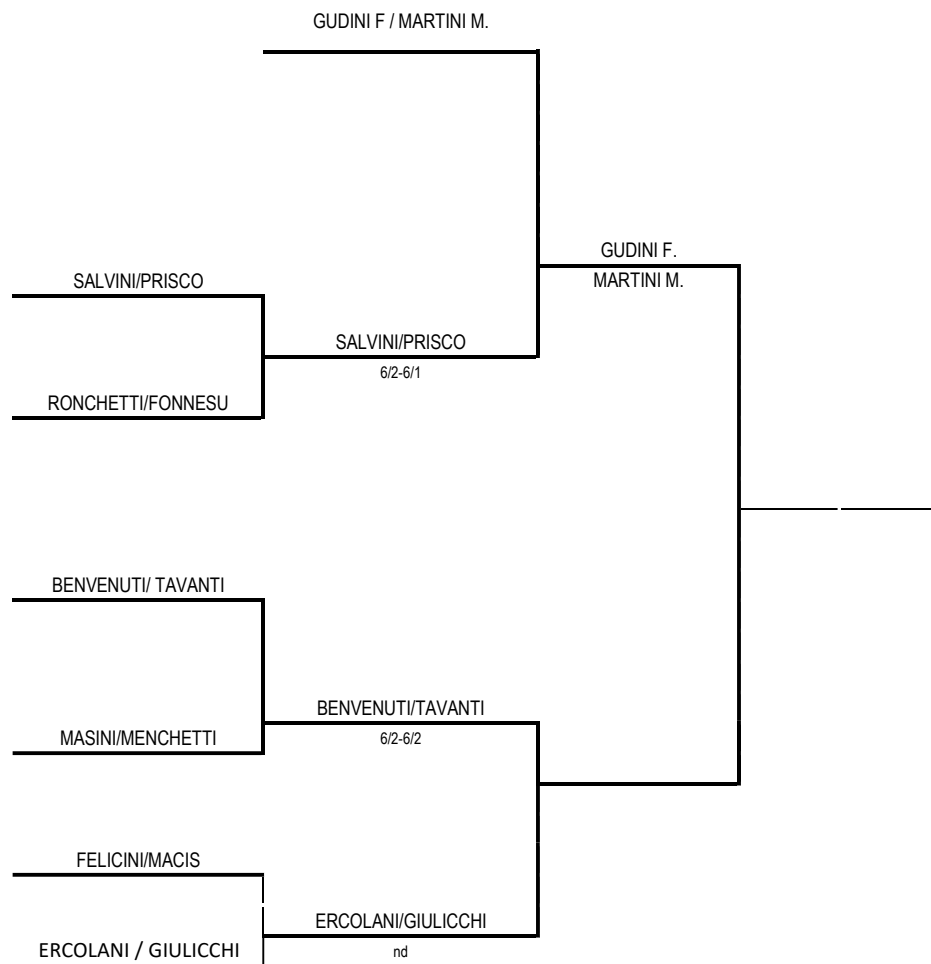 GUDINI F / MARTINI M.
GUDINI F.
MARTINI M.
SALVINI/PRISCO
SALVINI/PRISCO
6/2-6/1
RONCHETTI/FONNESU
BENVENUTI/ TAVANTI
BENVENUTI/TAVANTI
6/2-6/2
MASINI/MENCHETTI
FELICINI/MACIS
ERCOLANI/GIULICCHI
nd
ERCOLANI / GIULICCHI